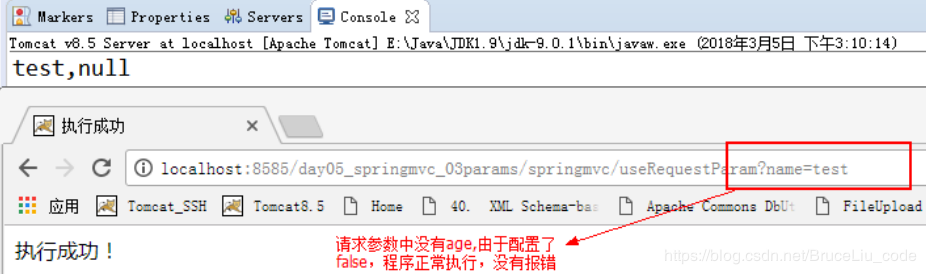 Markers Properties Servers Console
Tomcat v8.5 Server at localhost [Apache Tomcat] E:\Java\JDK1.9\jdk-9.0.1\bin\javaw.exe (2018年3月5日 下午3:10:14)
test,null
执行成功
localhost:8585/day05_springmvc_03params/springmvc/useRequestParam?name=test
应用 Tomcat_SSH Tomcat8.5 Home 40. XML Schema-bas Apache Commons DbUt FileUpload
执行成功！
请求参数中没有age,由于配置了
false，程序正常执行，没有报错
https://blog.csdn.net/BruceLiu_code